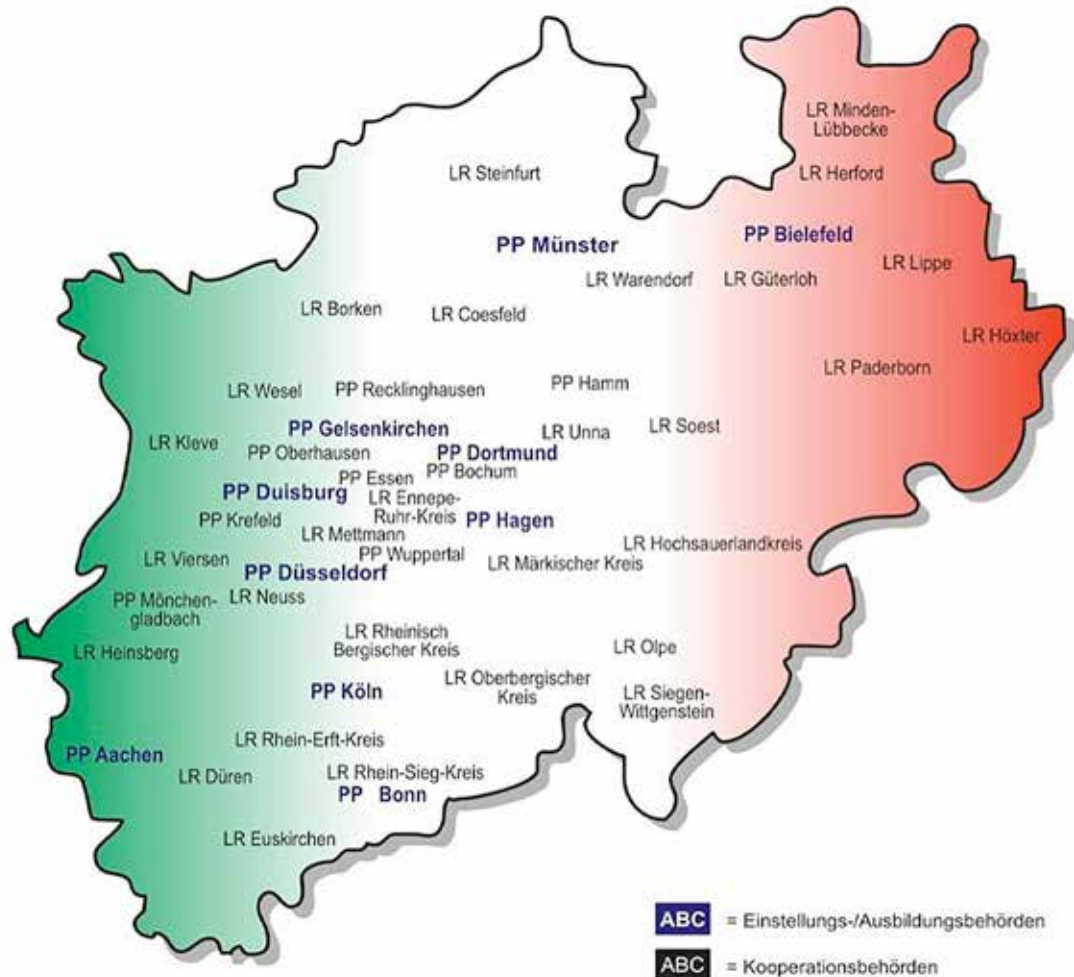 LR Minden-
Lübbecke
LR Steinfurt
LR Herford
PP Münster
PP Bielefeld
LR Lippe
LR Warendorf
LR Güterloh
LR Borken
LR Coesfeld
LR Höxter
LR Paderborn
LR Wesel
PP Recklinghausen
PP Hamm
PP Gelsenkirchen
LR Unna
LR Soest
LR Kleve
PP Oberhausen
PP Dortmund
PP Essen
PP Bochum
PP Duisburg
LR Ennepe-
Ruhr-Kreis
PP Krefeld
PP Hagen
LR Mettmann
LR Hochsauerlandkreis
LR Viersen
PP Wuppertal
LR Märkischer Kreis
PP Düsseldorf
PP Mönchen-
gladbach
LR Neuss
LR Heinsberg
LR Rheinisch
Bergischer Kreis
LR Olpe
PP Köln
LR Oberbergischer
Kreis
LR Siegen-
Wittgenstein
PP Aachen
LR Rhein-Erft-Kreis
LR Düren
LR Rhein-Sieg-Kreis
PP Bonn
LR Euskirchen
ABC = Einstellungs-/Ausbildungsbehörden
ABC = Kooperationsbehörden